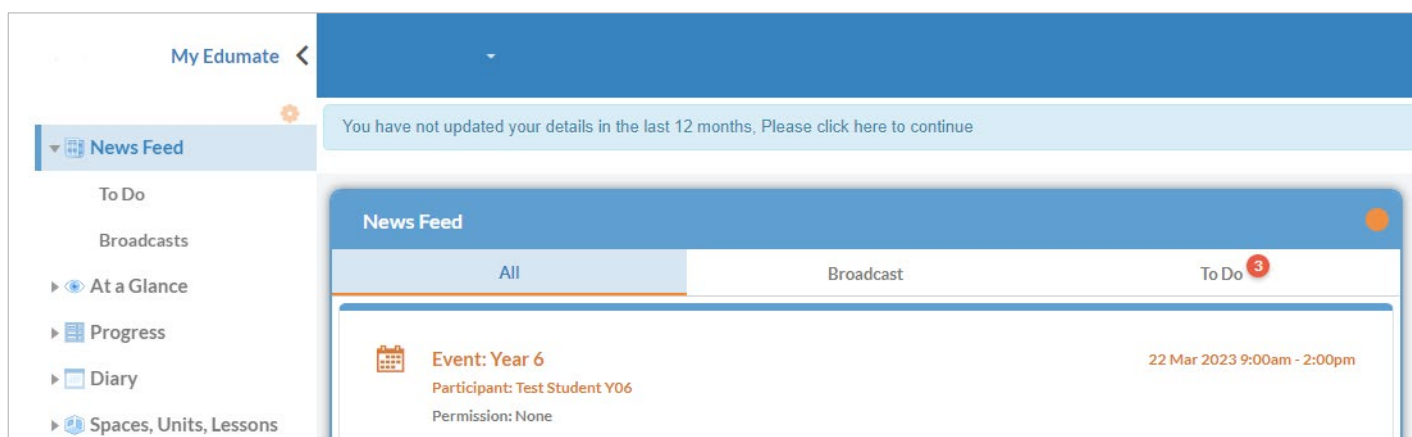 My Edumate
You have not updated your details in the last 12 months, Please click here to continue
News Feed
To Do
Broadcasts
At a Glance
Progress
Diary
Spaces, Units, Lessons
News Feed
All
Broadcast
To Do 3
Event: Year 6
22 Mar 2023 9:00am - 2:00pm
Participant: Test Student Y06
Permission: None